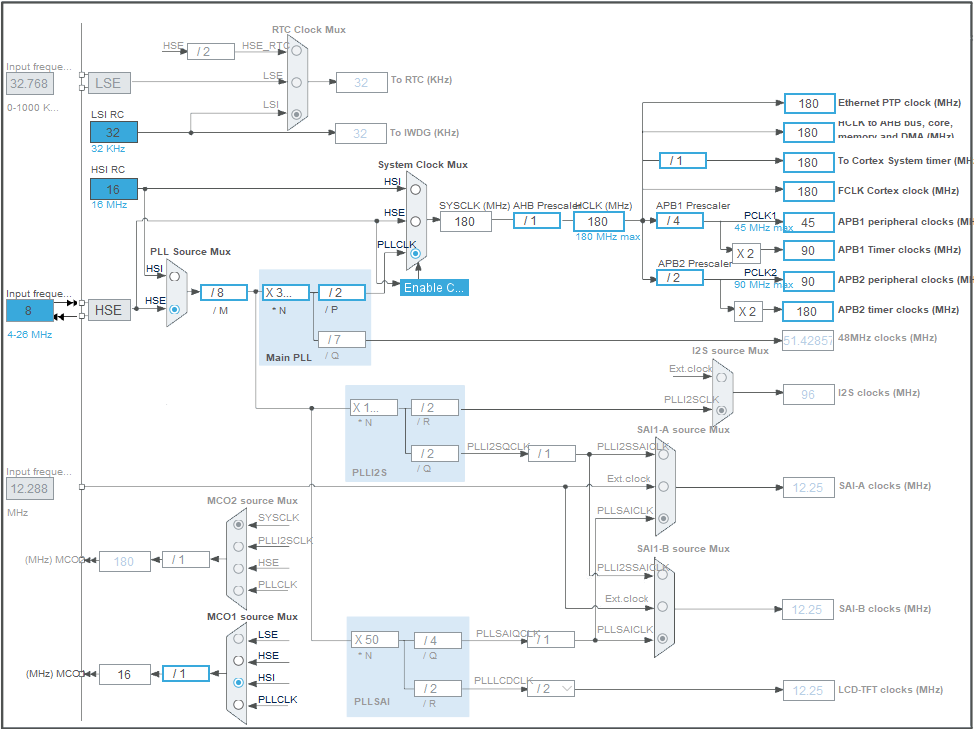 RTC Clock Mux
HSE
/ 2
HSE_RTC
Input freque...
32.768
0-1000 K...
LSE
LSE
32
To RTC (KHz)
LSI RC
32
32 KHz
LSI
32
To IWDG (KHz)
HSI RC
16
16 MHz
System Clock Mux
HSI
HSE
PLLCLK
SYSCLK (MHz)
180
AHB Prescaler
/ 1
HCLK (MHz)
180
180 MHz max
Enable C...
180
Ethernet PTP clock (MHz)
180
HCLK to AHB bus, core,
memory and DMA (MHz)
/ 1
180
To Cortex System timer (MH
180
FCLK Cortex clock (MHz)
APB1 Prescaler
/ 4
PCLK1
45 MHz max
45
APB1 peripheral clocks (MH
X 2
90
APB1 Timer clocks (MHz)
APB2 Prescaler
/ 2
PCLK2
90 MHz max
90
APB2 peripheral clocks (MH
X 2
180
APB2 timer clocks (MHz)
51.42857
48MHz clocks (MHz)
PLL Source Mux
HSI
HSE
Input freque...
8
4-26 MHz
HSE
/ 8
/ M
X 3...
* N
/ 2
/ P
/ 7
/ Q
Main PLL
I2S source Mux
Ext.clock
PLLI2SCLK
96
I2S clocks (MHz)
X 1...
* N
/ 2
/ R
/ 2
/ Q
PLLI2S
PLLI2SQCLK
/ 1
SAI1-A source Mux
PLLI2SSAICLK
Ext.clock
PLLSAICLK
12.25
SAI-A clocks (MHz)
Input freque...
12.288
MHz
MCO2 source Mux
SYSCLK
PLLI2SCLK
HSE
PLLCLK
(MHz) MCO
180
/ 1
SAI1-B source Mux
PLLI2SSAICLK
Ext.clock
PLLSAICLK
12.25
SAI-B clocks (MHz)
MCO1 source Mux
LSE
HSE
HSI
PLLCLK
(MHz) MCO
16
/ 1
X 50
* N
/ 4
/ Q
/ 2
/ R
PLLSAI
PLLSAIQCLK
/ 1
PLLLCDCLK
/ 2
12.25
LCD-TFT clocks (MHz)